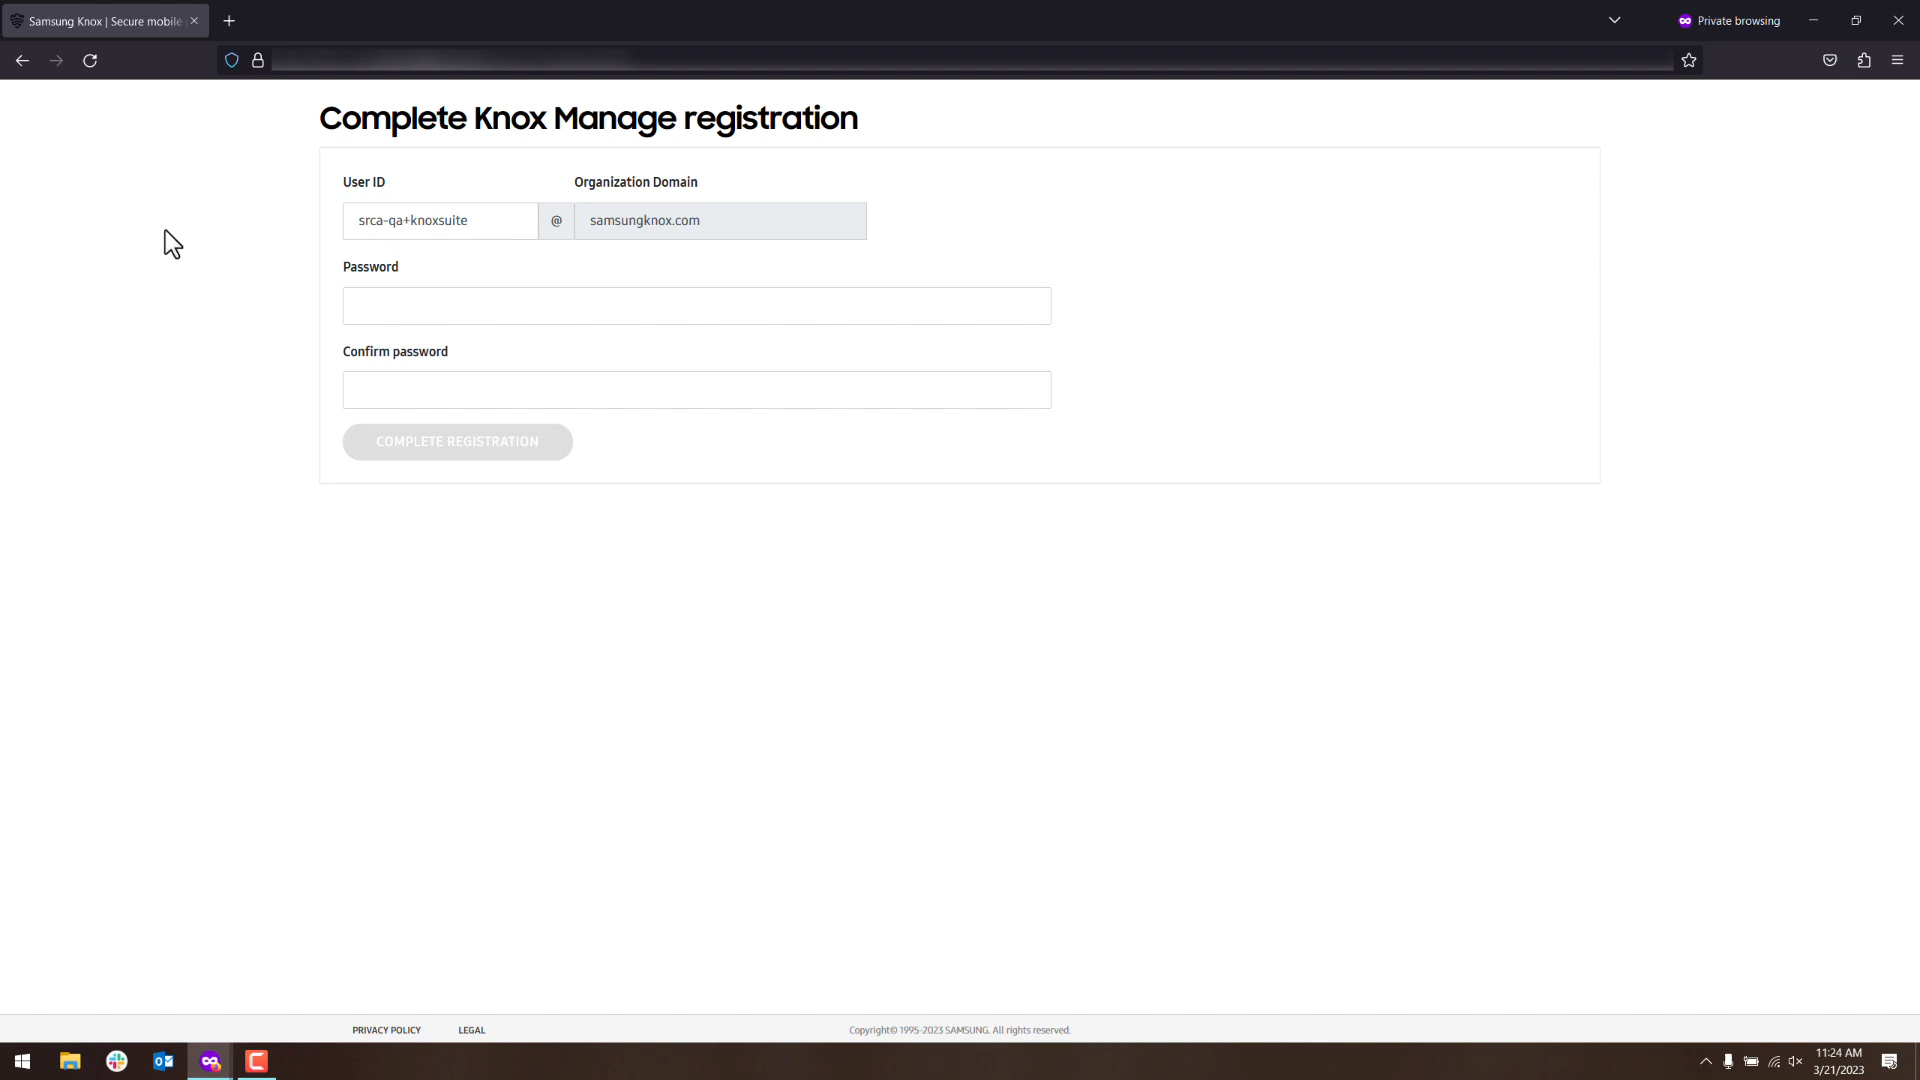 Samsung Knox | Secure mobile
Private browsing
Complete Knox Manage registration
User ID
Organization Domain
srca-qa+knoxsuite
@
samsungknox.com
Password
Confirm password
COMPLETE REGISTRATION
PRIVACY POLICY
LEGAL
Copyright© 1995-2023 SAMSUNG. All rights reserved.
11:24 AM
3/21/2023